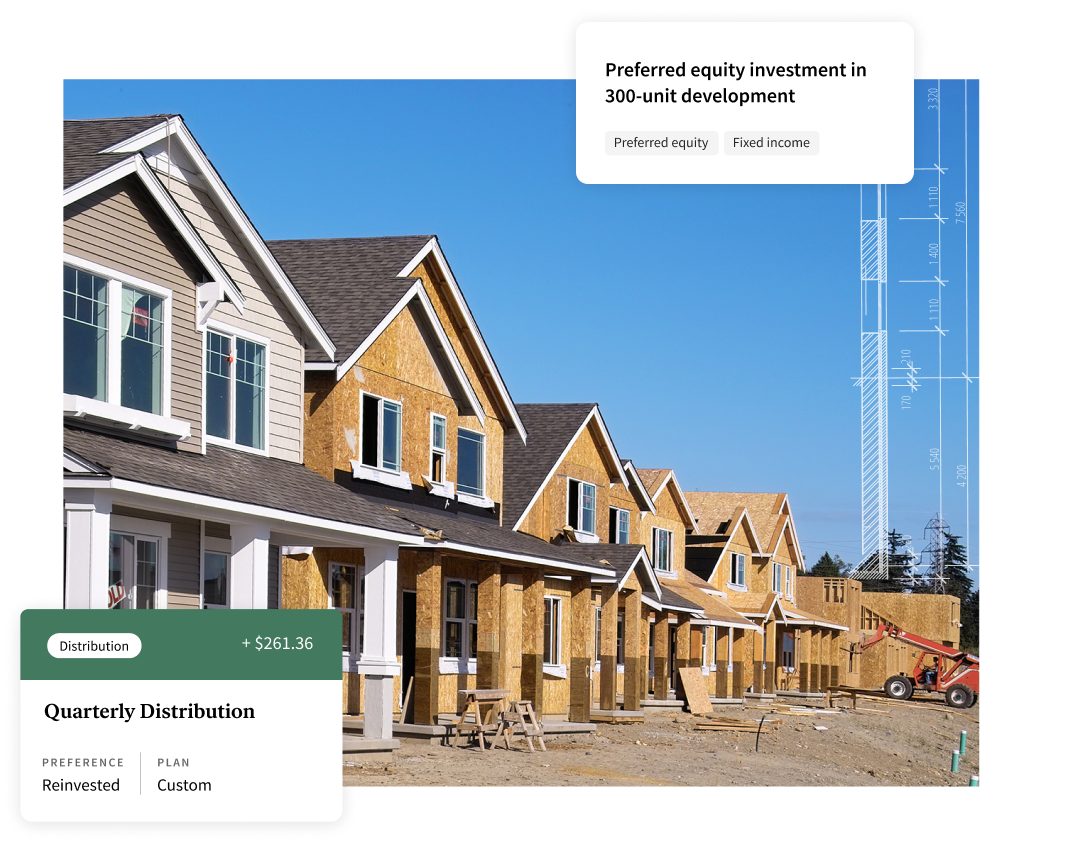 Preferred equity investment in
300-unit development
Preferred equity
Fixed income
3 320
1 110
7 560
1 400
1 110
210
170
5 540
4 200
Distribution
+ $261.36
Quarterly Distribution
PREFERENCE
PLAN
Reinvested
Custom